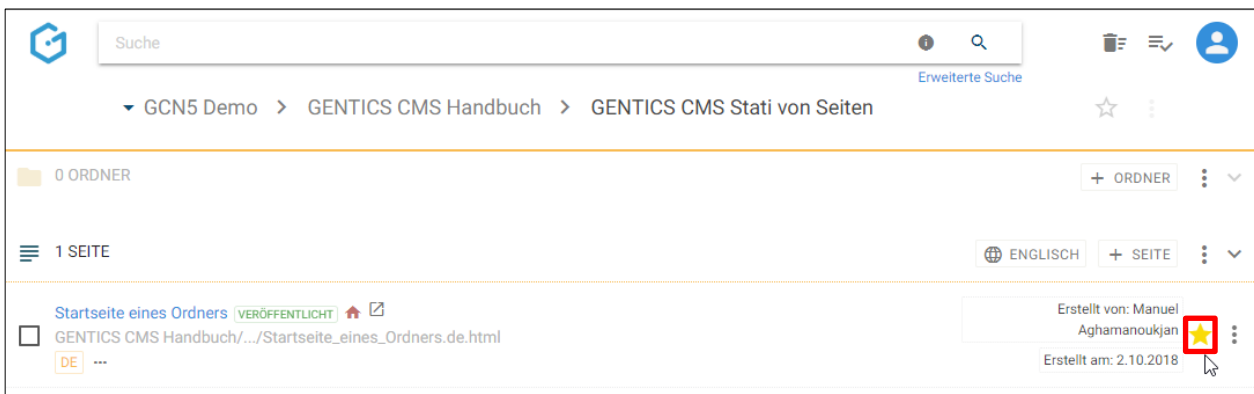 Suche
Erweiterte Suche
GCN5 Demo > GENTICS CMS Handbuch > GENTICS CMS Stati von Seiten
0 ORDNER
+ ORDNER
1 SEITE
ENGLISCH
+ SEITE
Startseite eines Ordners VERÖFFENTLICHT
GENTICS CMS Handbuch/.../Startseite_eines_Ordners.de.html
DE ---
Erstellt von: Manuel
Aghamanoukjan
Erstellt am: 2.10.2018